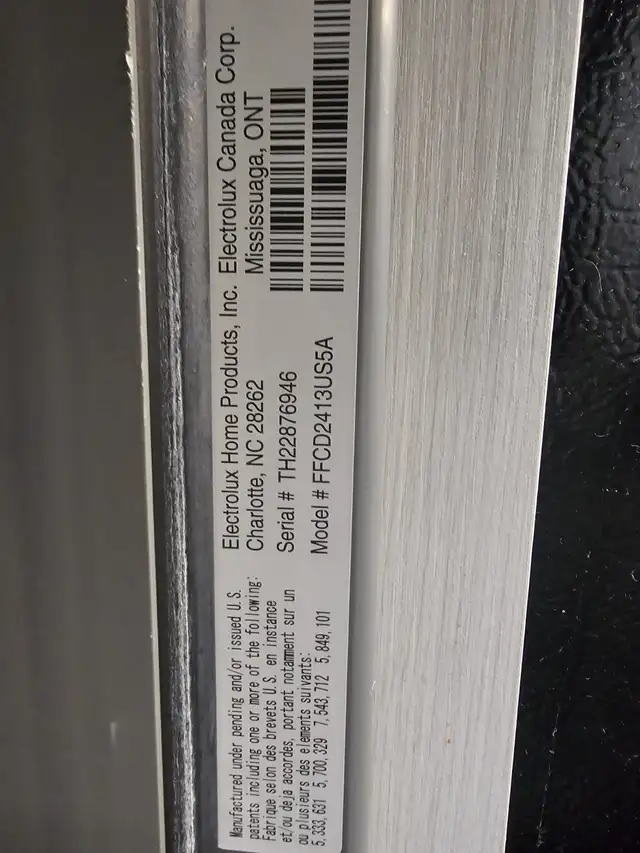 Manufactured under pending and/or issued U.S.
patents including one or more of the following:
Fabrique selon des brevets U.S. en instance
et/ou deja accordes, portant notamment sur un
ou plusieurs des elements suivants:
5,333,631 5,700,329 7,543,712 5,849,101
Electrolux Home Products, Inc. Electrolux Canada Corp.
Charlotte, NC 28262 Mississuaga, ONT
Serial # TH22876946
Model # FFCD2413US5A